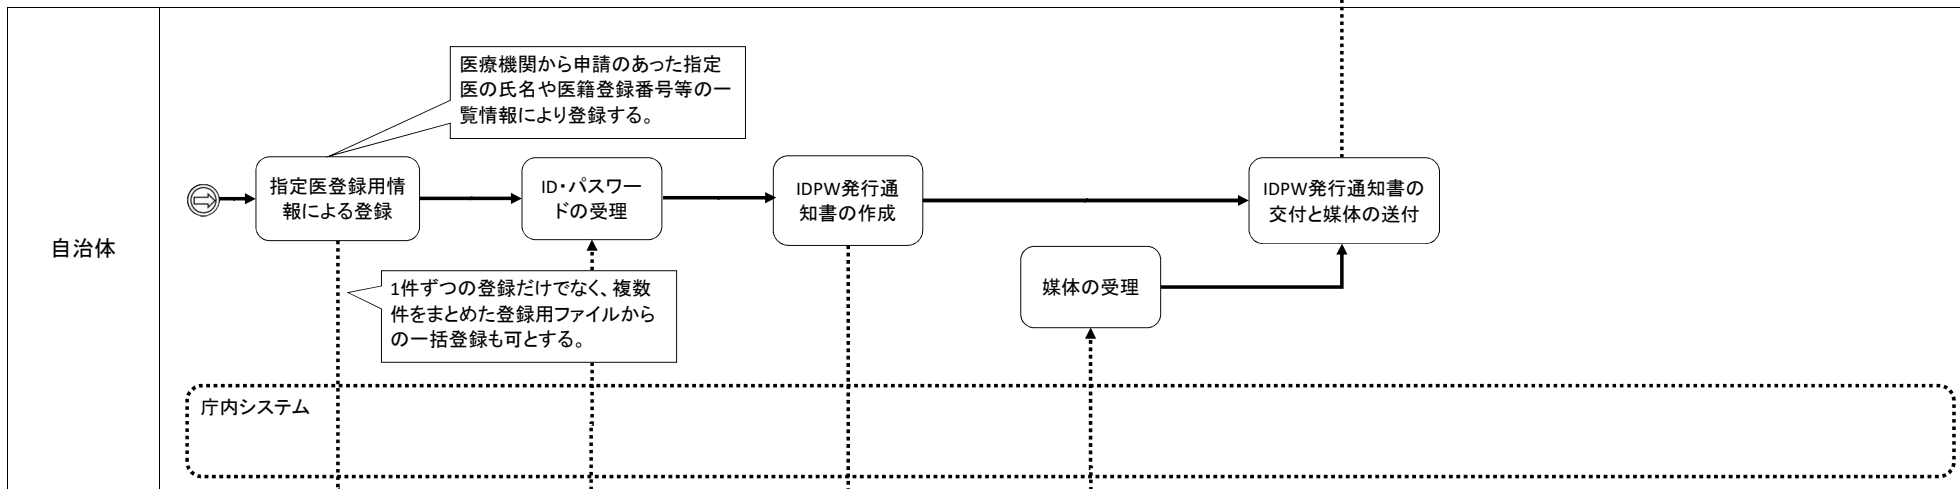 自治体
医療機関から申請のあった指定
医の氏名や医籍登録番号等の一
覧情報により登録する。
指定医登録用情
報による登録
ID・パスワー
ドの受理
IDPW発行通
知書の作成
IDPW発行通知書の
交付と媒体の送付
1件ずつの登録だけでなく、複数
件をまとめた登録用ファイルから
の一括登録も可とする。
媒体の受理
庁内システム